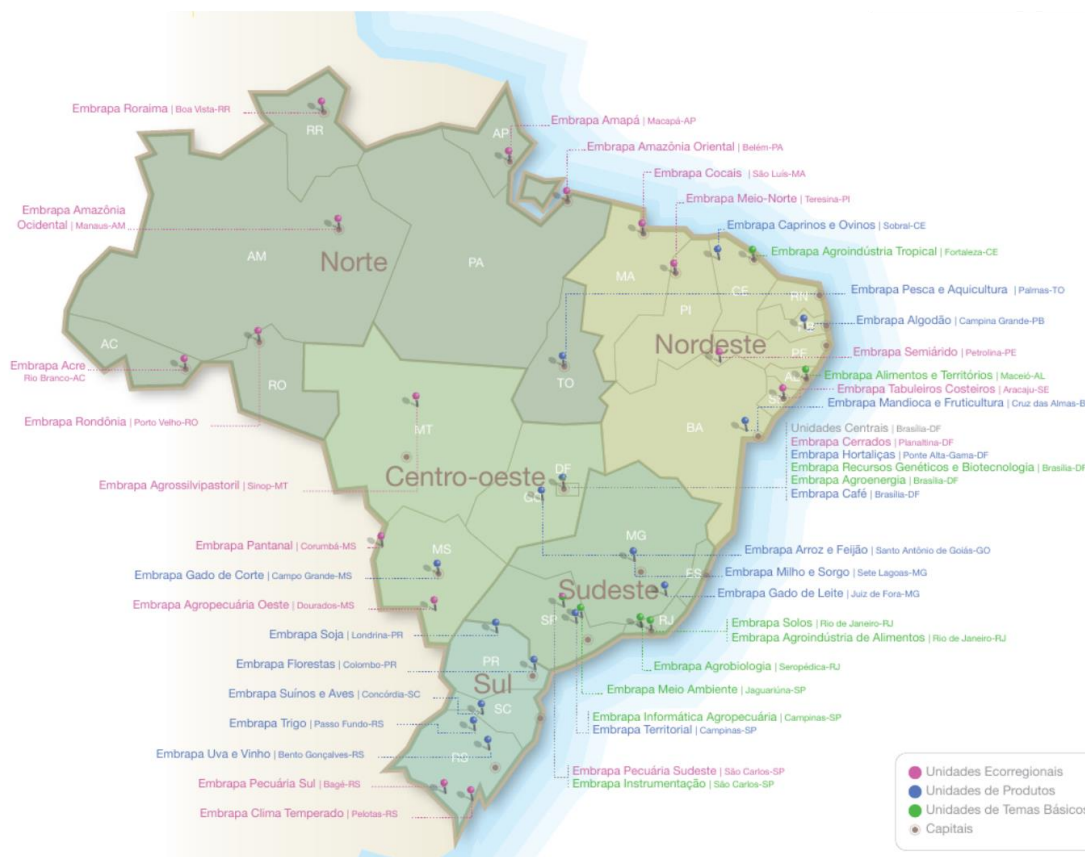 Embrapa Roraima | Boa Vista-RR
Embrapa Amapá | Macapá-AP
Embrapa Amazônia Oriental | Belém-PA
Embrapa Cocais | São Luís-MA
Embrapa Meio-Norte | Teresina-PI
Embrapa Amazônia
Ocidental | Manaus-AM
Embrapa Caprinos e Ovinos | Sobral-CE
Embrapa Agroindústria Tropical | Fortaleza-CE
Embrapa Pesca e Aquicultura | Palmas-TO
Embrapa Algodão | Campina Grande-PB
Embrapa Semiárido | Petrolina-PE
Embrapa Acre
Rio Branco-AC
Embrapa Alimentos e Territórios | Maceió-AL
Embrapa Tabuleiros Costeiros | Aracaju-SE
Embrapa Mandioca e Fruticultura | Cruz das Almas-B
Embrapa Rondônia | Porto Velho-RO
Unidades Centrais | Brasília-DF
Embrapa Cerrados | Planaltina-DF
Embrapa Hortaliças | Ponte Alta-Gama-DF
Embrapa Recursos Genéticos e Biotecnologia | Brasília-DF
Embrapa Agroenergia | Brasília-DF
Embrapa Café | Brasília-DF
Embrapa Agrossilvipastoril | Sinop-MT
Embrapa Pantanal | Corumbá-MS
Embrapa Arroz e Feijão | Santo Antônio de Goiás-GO
Embrapa Gado de Corte | Campo Grande-MS
Embrapa Milho e Sorgo | Sete Lagoas-MG
Embrapa Gado de Leite | Juiz de Fora-MG
Embrapa Agropecuária Oeste | Dourados-MS
Embrapa Solos | Rio de Janeiro-RJ
Embrapa Agroindústria de Alimentos | Rio de Janeiro-RJ
Embrapa Soja | Londrina-PR
Embrapa Florestas | Colombo-PR
Embrapa Agrobiologia | Seropédica-RJ
Embrapa Suínos e Aves | Concórdia-SC
Embrapa Meio Ambiente | Jaguariúna-SP
Embrapa Trigo | Passo Fundo-RS
Embrapa Informática Agropecuária | Campinas-SP
Embrapa Territorial | Campinas-SP
Embrapa Uva e Vinho | Bento Gonçalves-RS
Embrapa Pecuária Sudeste | São Carlos-SP
Embrapa Instrumentação | São Carlos-SP
Embrapa Pecuária Sul | Bagé-RS
Embrapa Clima Temperado | Pelotas-RS
RR
AP
AM
Norte
PA
MA
CE
RN
PI
Nordeste
PE
AC
RO
TO
AL
SE
BA
MT
Centro-oeste
DF
GO
MS
MG
ES
Sudeste
SP
RJ
PR
Sul
SC
RS
Unidades Ecorregionais
Unidades de Produtos
Unidades de Temas Básicos
Capitais